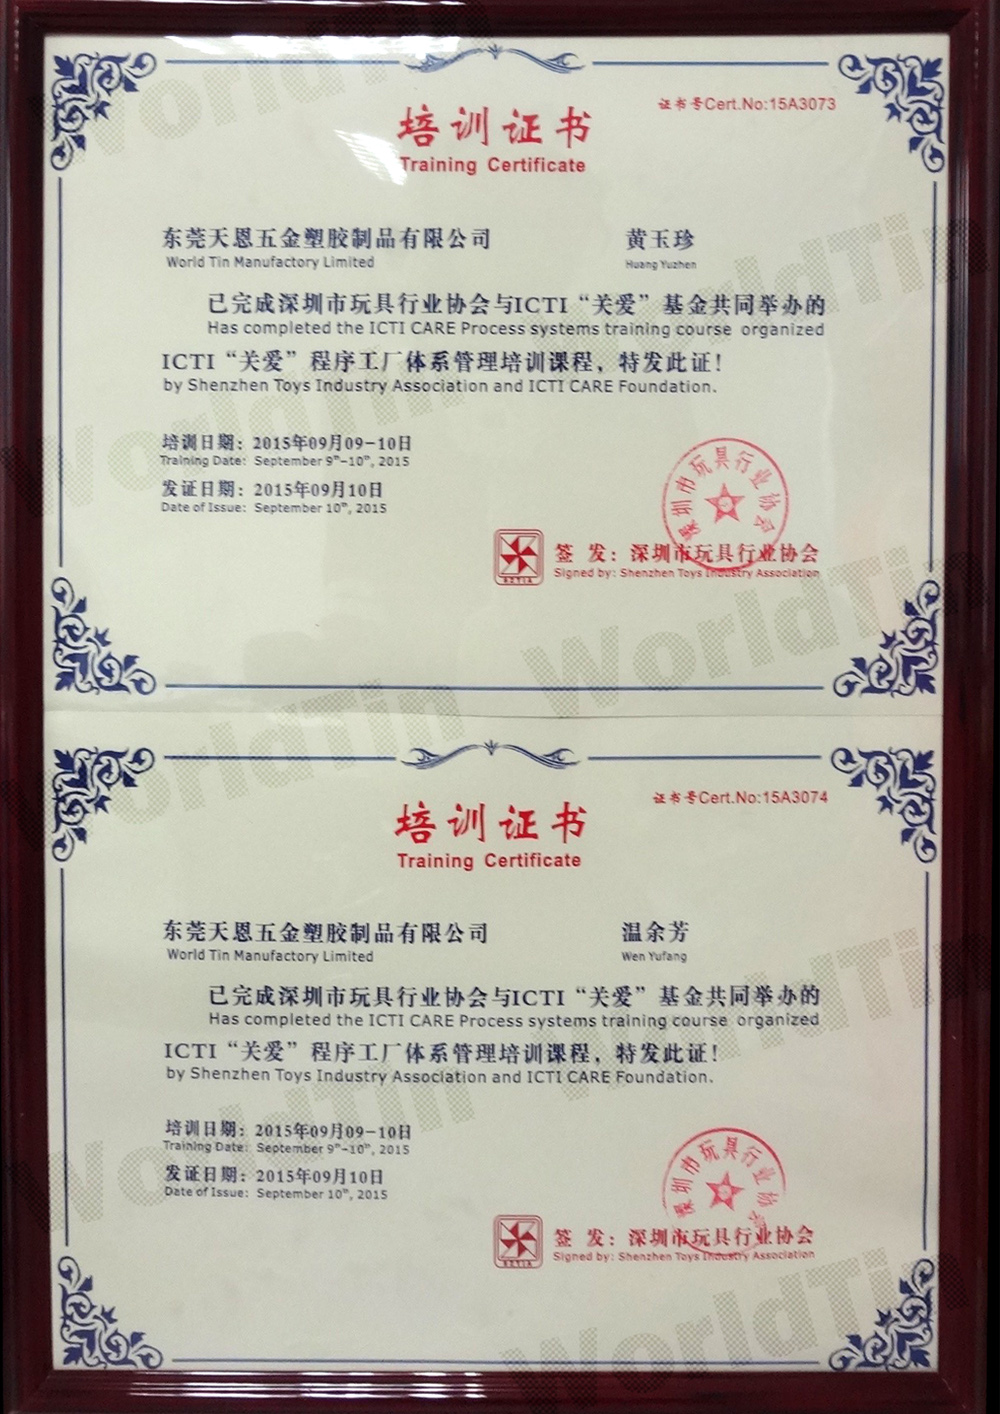 证书号Cert.No:15A3073
培训证书
Training Certificate
东莞天恩五金塑胶制品有限公司 黄玉珍
World Tin Manufactory Limited Huang Yuzhen
已完成深圳市玩具行业协会与ICTI“关爱”基金共同举办的
Has completed the ICTI CARE Process systems training course organized
ICTI“关爱”程序工厂体系管理培训课程，特发此证！
by Shenzhen Toys Industry Association and ICTI CARE Foundation.
培训日期：2015年09月09-10日
Training Date: September 9th-10th, 2015
发证日期：2015年09月10日
Date of Issue: September 10th, 2015
深圳市玩具行业协会
SZTIA
签 发：深圳市玩具行业协会
Signed by: Shenzhen Toys Industry Association
证书号Cert.No:15A3074
培训证书
Training Certificate
东莞天恩五金塑胶制品有限公司 温余芳
World Tin Manufactory Limited Wen Yufang
已完成深圳市玩具行业协会与ICTI“关爱”基金共同举办的
Has completed the ICTI CARE Process systems training course organized
ICTI“关爱”程序工厂体系管理培训课程，特发此证！
by Shenzhen Toys Industry Association and ICTI CARE Foundation.
培训日期：2015年09月09-10日
Training Date: September 9th-10th, 2015
发证日期：2015年09月10日
Date of Issue: September 10th, 2015
深圳市玩具行业协会
SZTIA
签 发：深圳市玩具行业协会
Signed by: Shenzhen Toys Industry Association
WorldTin
WorldTin
WorldTin
WorldTin
WorldTin
WorldTin
WorldTin
WorldTin